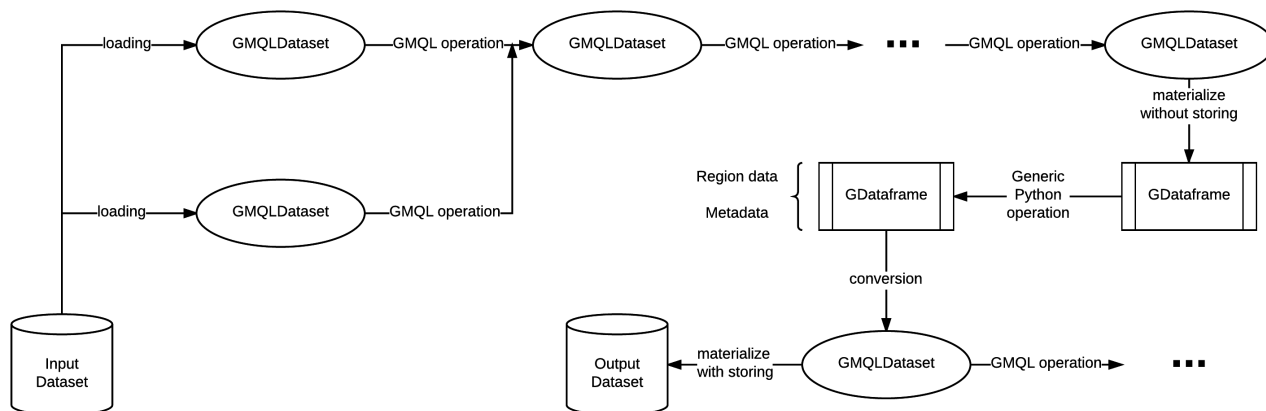 loading
GMQLDataset
GMQL operation
GMQLDataset
GMQL operation
GMQL operation
GMQLDataset
materialize
without storing
Region data
Metadata
GDataframe
Generic
Python
operation
GDataframe
loading
GMQLDataset
GMQL operation
conversion
Input
Dataset
Output
Dataset
materialize
with storing
GMQLDataset
GMQL operation